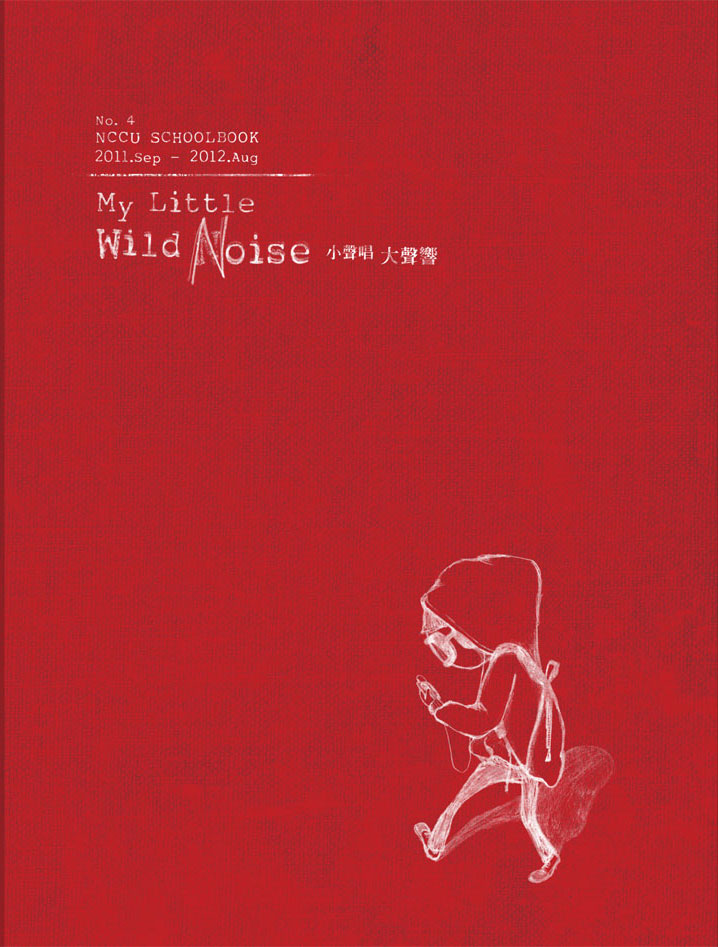 No. 4
NCCU SCHOOLBOOK
2011.Sep – 2012.Aug
My Little
Wild Noise 小聲唱 大聲響